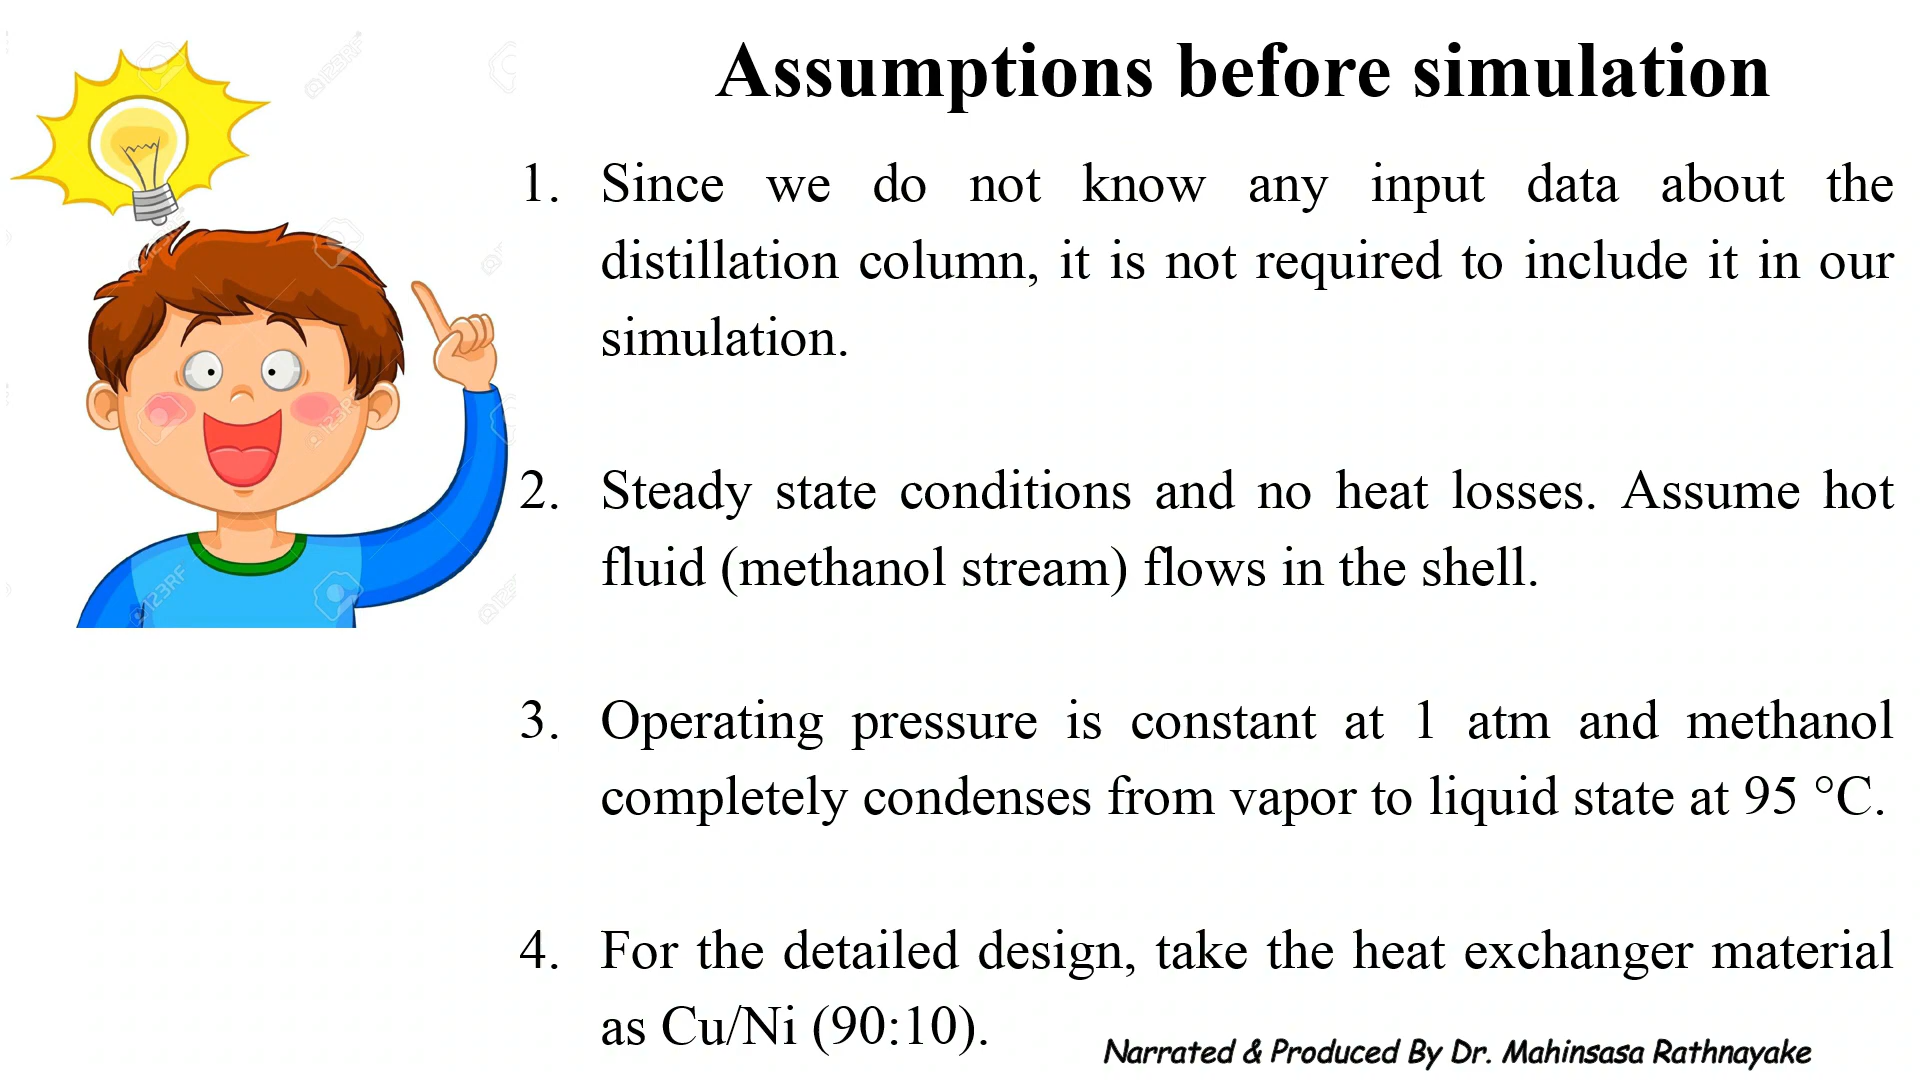 Assumptions before simulation
1. Since we do not know any input data about the
distillation column, it is not required to include it in our
simulation.
2. Steady state conditions and no heat losses. Assume hot
fluid (methanol stream) flows in the shell.
3. Operating pressure is constant at 1 atm and methanol
completely condenses from vapor to liquid state at 95 °C.
4. For the detailed design, take the heat exchanger material
as Cu/Ni (90:10).
Narrated & Produced By Dr. Mahinsasa Rathnayake
123RF
123RF
123RF